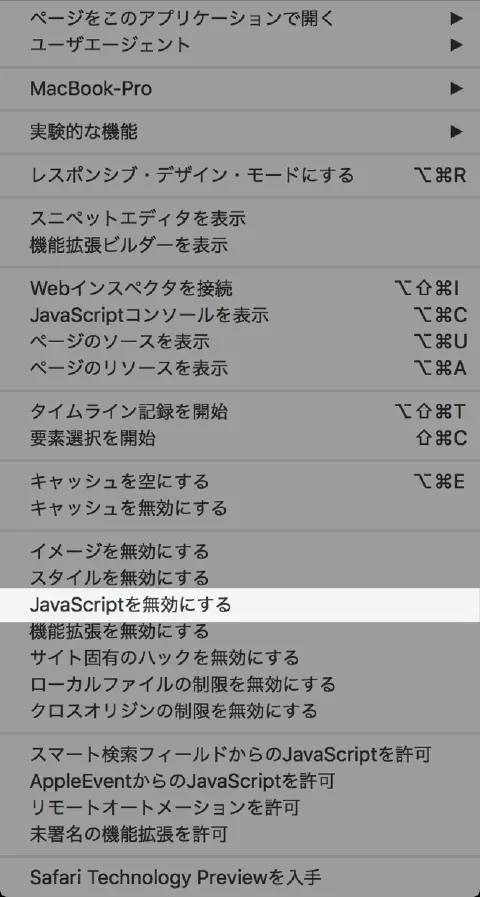 ページをこのアプリケーションで開く ▶
ユーザエージェント ▶
MacBook-Pro ▶
実験的な機能 ▶
レスポンシブ・デザイン・モードにする ⌥⌘R
スニペットエディタを表示
機能拡張ビルダーを表示
Webインスペクタを接続 ⌥⇧⌘I
JavaScriptコンソールを表示 ⌥⌘C
ページのソースを表示 ⌥⌘U
ページのリソースを表示 ⌥⌘A
タイムライン記録を開始 ⌥⇧⌘T
要素選択を開始 ⇧⌘C
キャッシュを空にする ⌥⌘E
キャッシュを無効にする
イメージを無効にする
スタイルを無効にする
JavaScriptを無効にする
機能拡張を無効にする
サイト固有のハックを無効にする
ローカルファイルの制限を無効にする
クロスオリジンの制限を無効にする
スマート検索フィールドからのJavaScriptを許可
AppleEventからのJavaScriptを許可
リモートオートメーションを許可
未署名の機能拡張を許可
Safari Technology Previewを入手